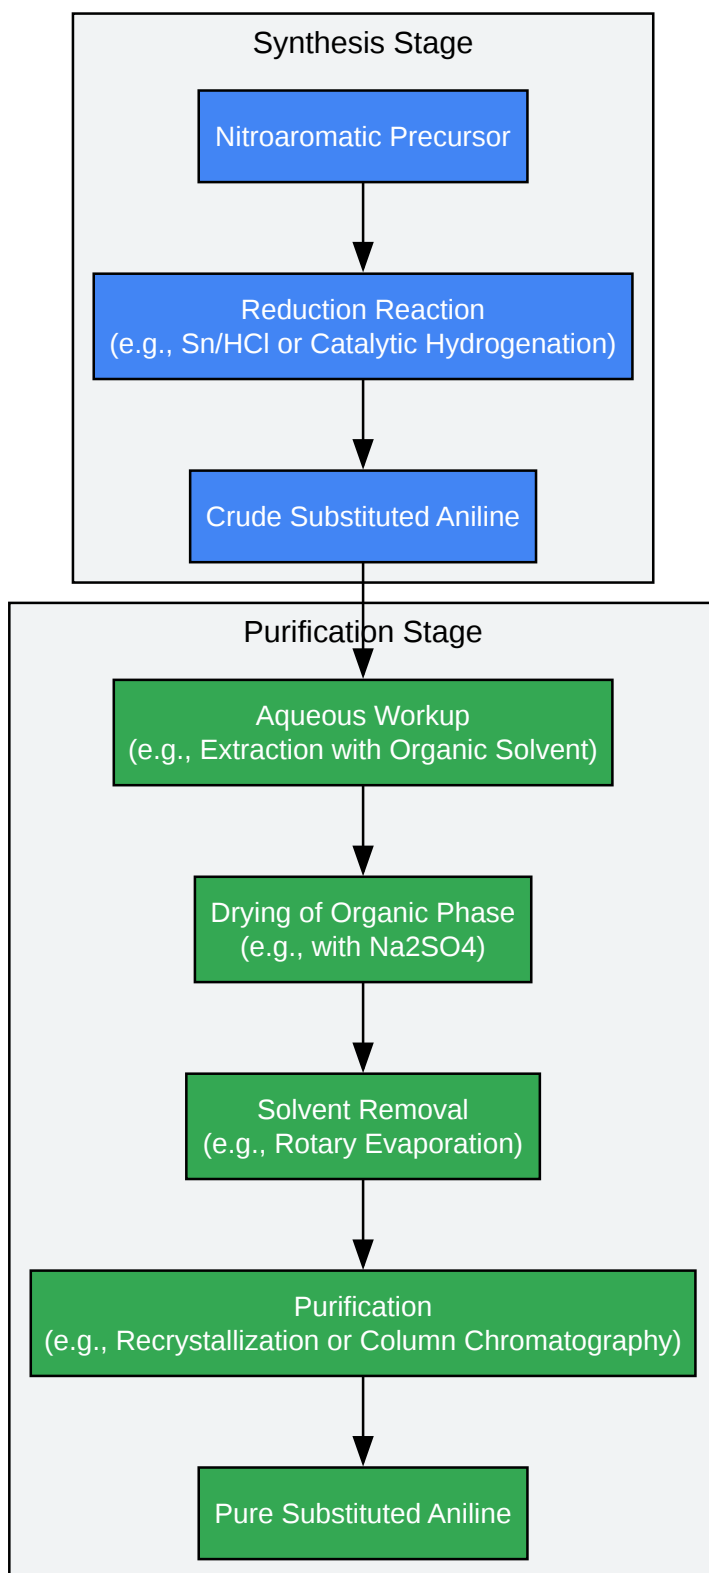 Synthesis Stage
Nitroaromatic Precursor
Reduction Reaction
(e.g., Sn/HCl or Catalytic Hydrogenation)
Crude Substituted Aniline
Purification Stage
Aqueous Workup
(e.g., Extraction with Organic Solvent)
Drying of Organic Phase
(e.g., with Na2SO4)
Solvent Removal
(e.g., Rotary Evaporation)
Purification
(e.g., Recrystallization or Column Chromatography)
Pure Substituted Aniline